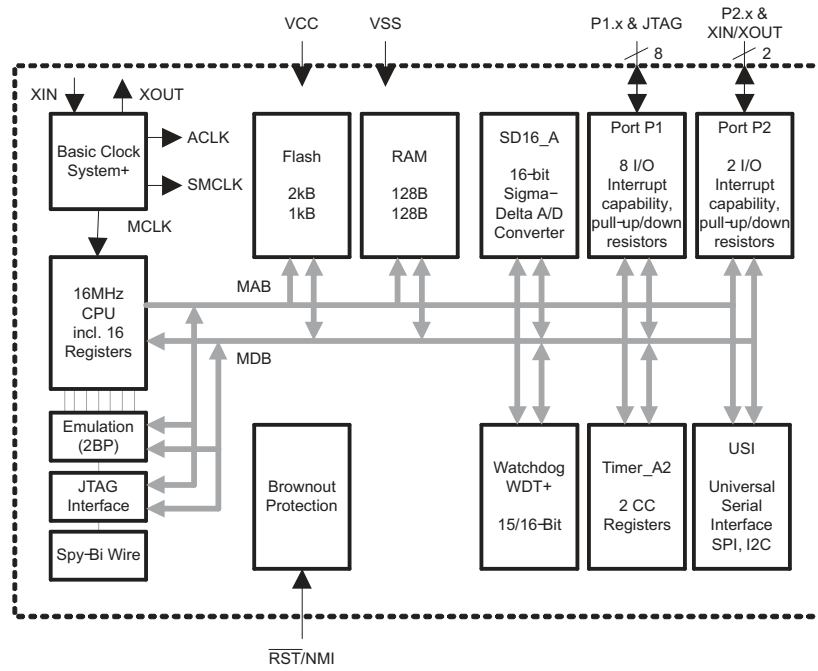 VCC
VSS
P1.x & JTAG
8
P2.x &
XIN/XOUT
2
XIN
XOUT
Basic Clock
System+
ACLK
SMCLK
MCLK
Flash
2kB
1kB
RAM
128B
128B
SD16_A
16−bit
Sigma−
Delta A/D
Converter
Port P1
8 I/O
Interrupt
capability,
pull−up/down
resistors
Port P2
2 I/O
Interrupt
capability,
pull−up/down
resistors
16MHz
CPU
incl. 16
Registers
MAB
MDB
Emulation
(2BP)
JTAG
Interface
Spy−Bi Wire
Brownout
Protection
Watchdog
WDT+
15/16−Bit
Timer_A2
2 CC
Registers
USI
Universal
Serial
Interface
SPI, I2C
RST/NMI